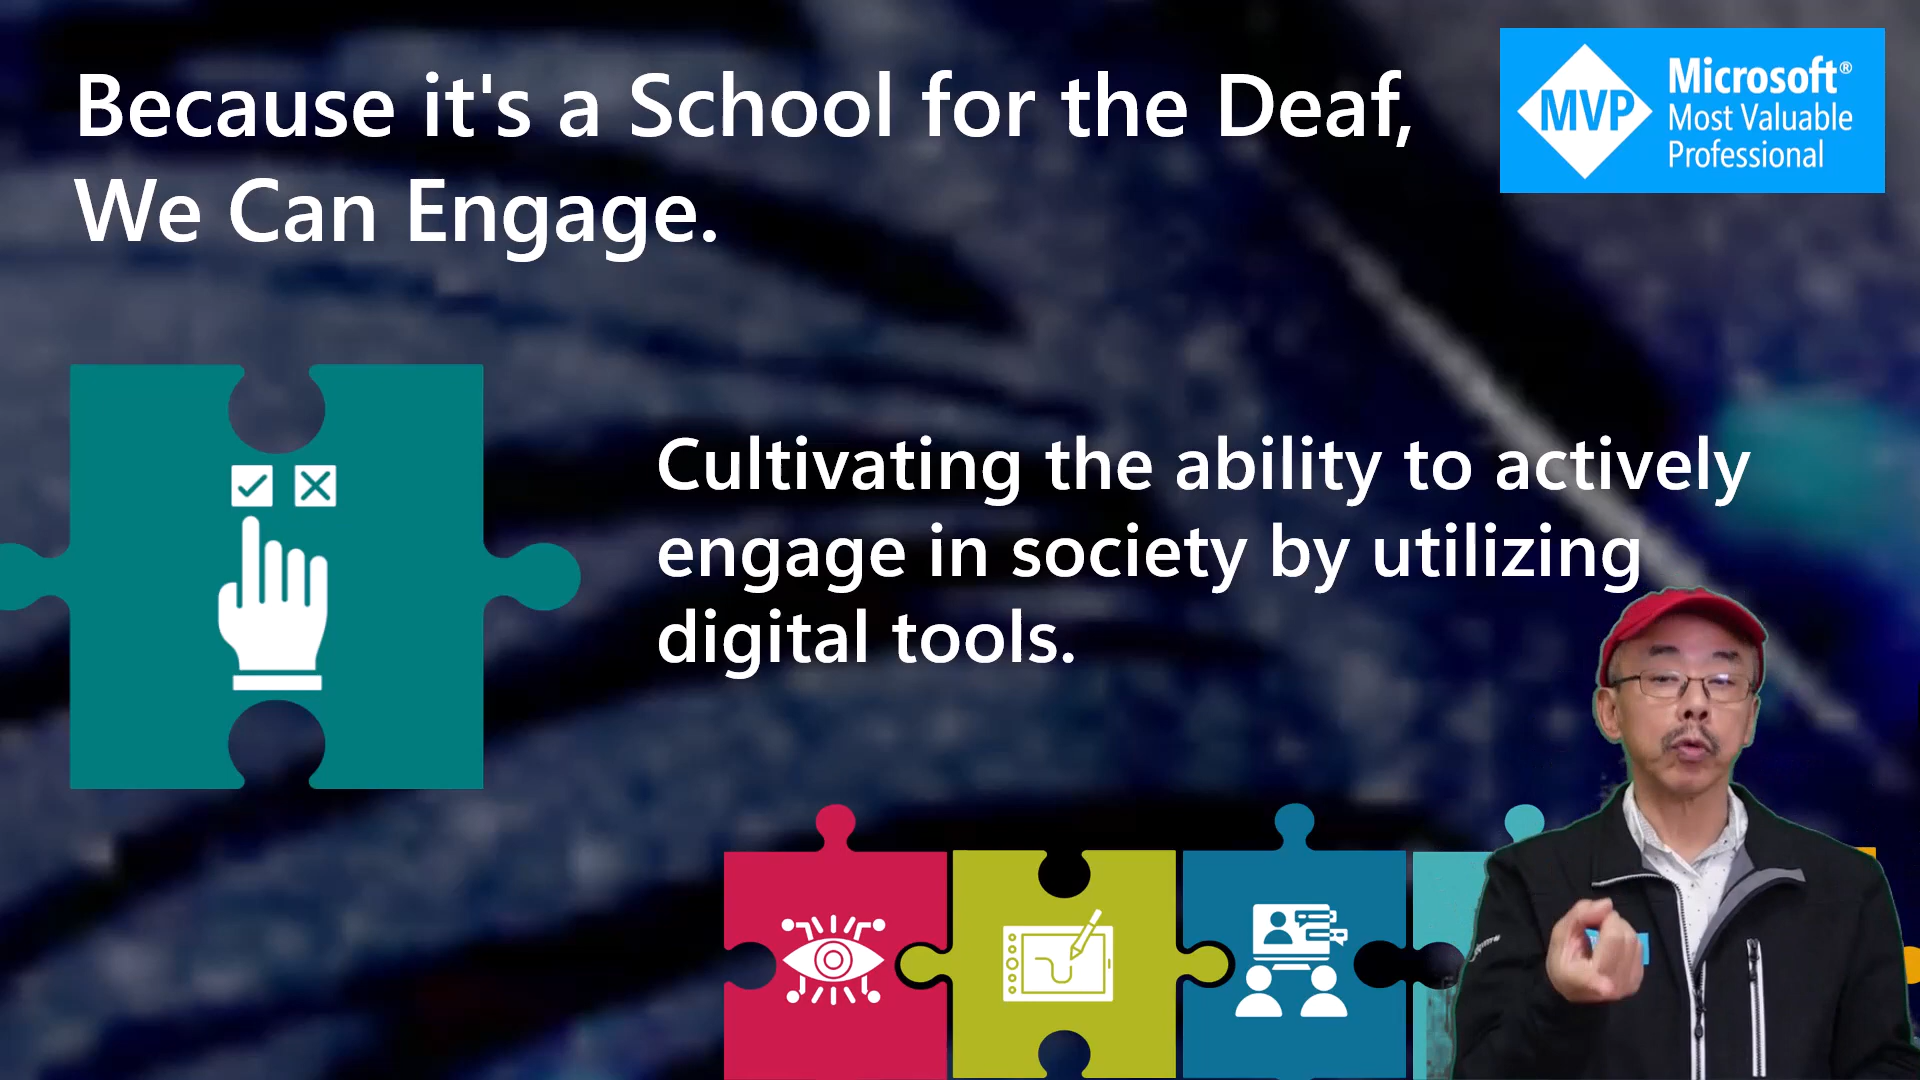 Because it's a School for the Deaf,
We Can Engage.
MVP
Microsoft®
Most Valuable
Professional
Cultivating the ability to actively
engage in society by utilizing
digital tools.